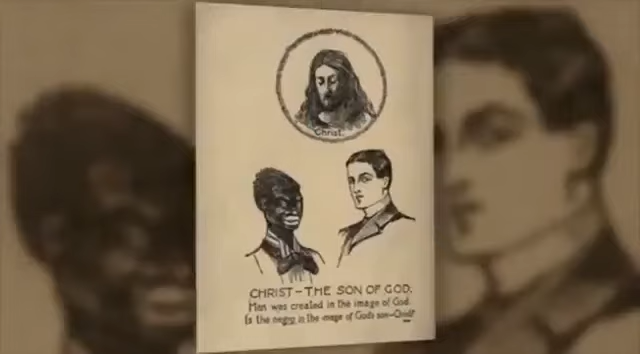 Christ.
CHRIST—THE SON OF GOD.
Man was created in the image of God.
Is the negro in the image of God's son—Christ?